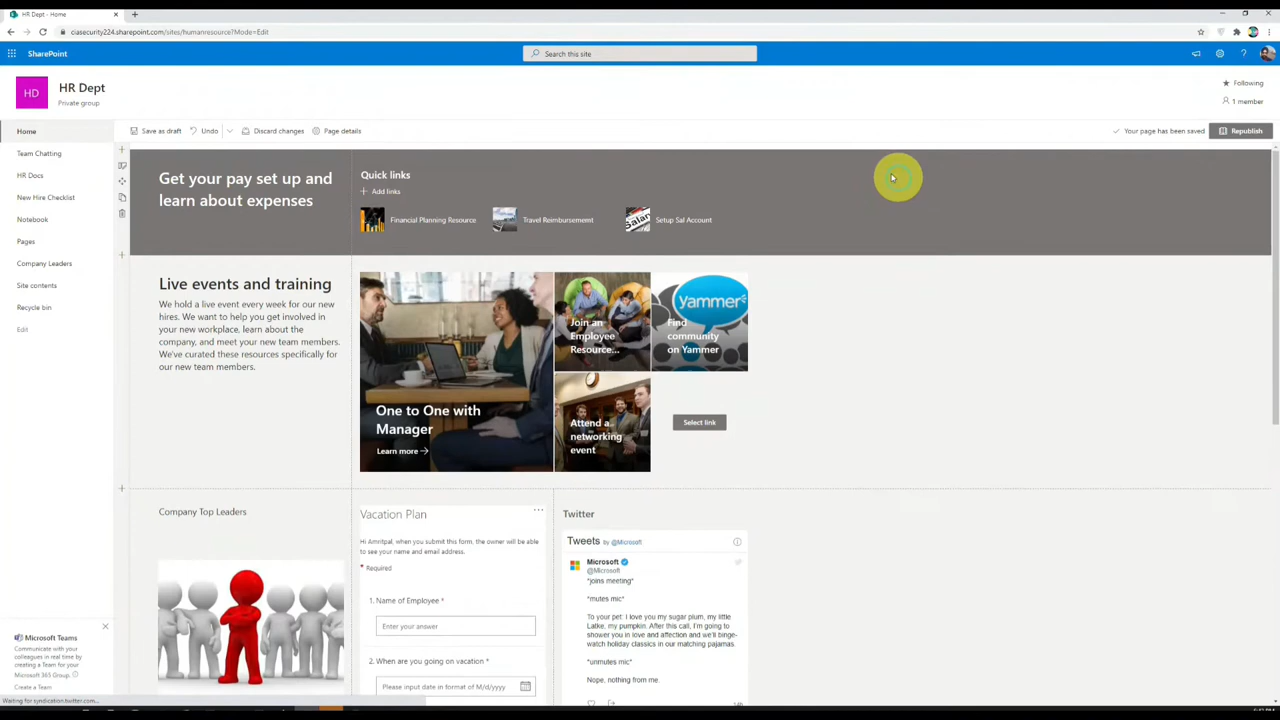 HR Dept - Home
ciasecurity224.sharepoint.com/sites/humanresource?Mode=Edit
SharePoint
Search this site
HD
HR Dept
Private group
Following
1 member
Home
Team Chatting
HR Docs
New Hire Checklist
Notebook
Pages
Company Leaders
Site contents
Recycle bin
Edit
Save as draft
Undo
Discard changes
Page details
Your page has been saved
Republish
Get your pay set up and
learn about expenses
Quick links
Add links
Financial Planning Resource
Travel Reimbursememt
Setup Sal Account
Live events and training
We hold a live event every week for our new
hires. We want to help you get involved in
your new workplace, learn about the
company, and meet your new team members.
We've curated these resources specifically for
our new team members.
One to One with
Manager
Learn more
Join an
Employee
Resource...
yammer
Find
community
on Yammer
Attend a
networking
event
Select link
Company Top Leaders
Vacation Plan
Hi Amritpal, when you submit this form, the owner will be able
to see your name and email address.
* Required
1. Name of Employee *
Enter your answer
2. When are you going on vacation *
Please input date in format of M/d/yyyy
Twitter
Tweets by @Microsoft
Microsoft
@Microsoft
*joins meeting*
*mutes mic*
To your pet: I love you my sugar plum, my little
Latke, my pumpkin. After this call, I'm going to
shower you in love and affection and we'll binge-
watch holiday classics in our matching pajamas.
*unmutes mic*
Nope, nothing from me.
14h
Microsoft Teams
Communicate with your
colleagues in real time by
creating a Team for your
Microsoft 365 Group.
Create a Team
Waiting for syndication.twitter.com...